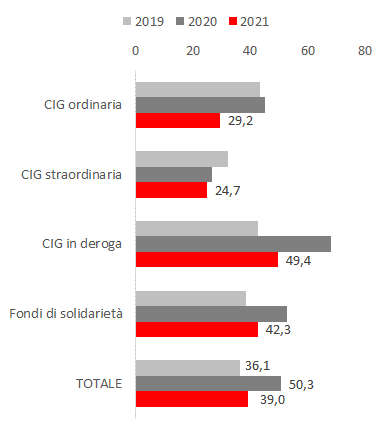 2019 2020 2021
0 20 40 60 80
CIG ordinaria
29,2
CIG straordinaria
24,7
CIG in deroga
49,4
Fondi di solidarietà
42,3
36,1
TOTALE
50,3
39,0